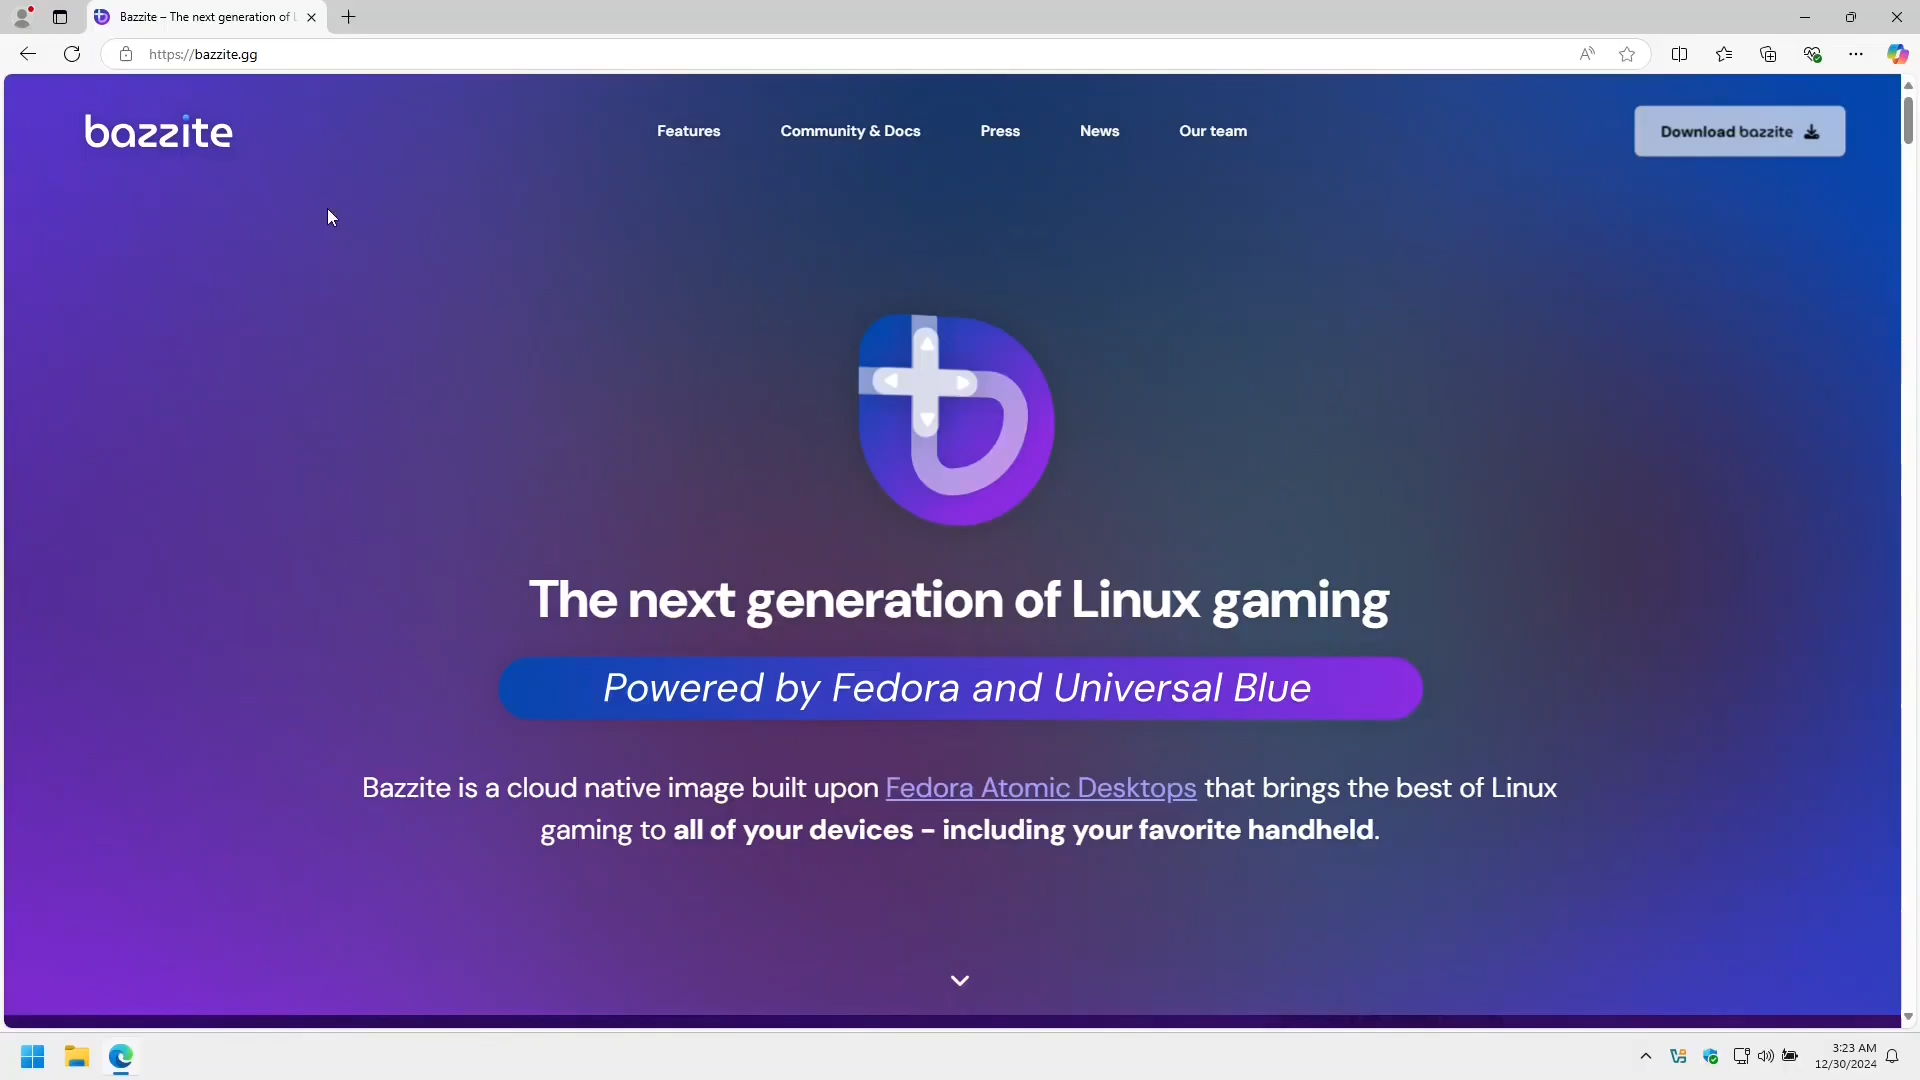 Bazzite – The next generation of L
https://bazzite.gg
bazzite
Features
Community & Docs
Press
News
Our team
Download bazzite
The next generation of Linux gaming
Powered by Fedora and Universal Blue
Bazzite is a cloud native image built upon Fedora Atomic Desktops that brings the best of Linux
gaming to all of your devices – including your favorite handheld.
3:23 AM
12/30/2024